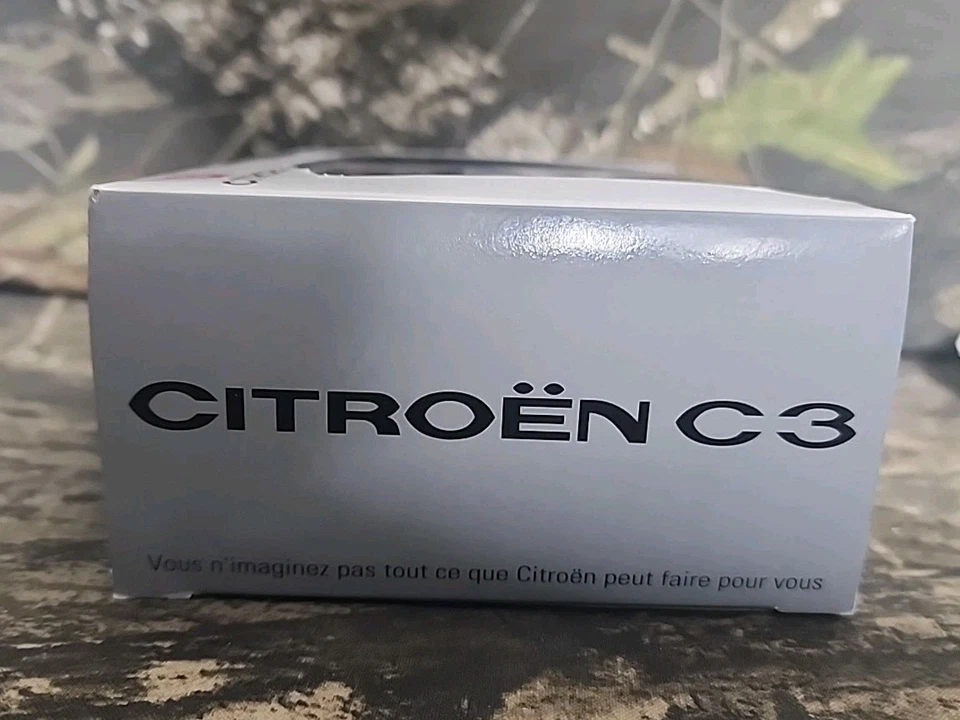 CITROËN C3
Vous n'imaginez pas tout ce que Citroën peut faire pour vous